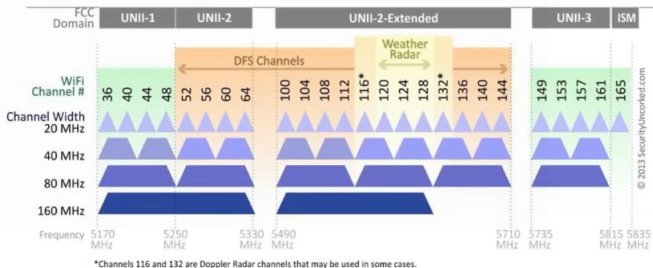 FCC Domain UNII-1 UNII-2 UNII-2-Extended UNII-3 ISM
Weather Radar
DFS Channels
WiFi Channel # 36 40 44 48 52 56 60 64 100 104 108 112 116* 120 124 128 132* 136 140 144 149 153 157 161 165
Channel Width
20 MHz
40 MHz
80 MHz
160 MHz
Frequency 5170 MHz 5250 MHz 5330 MHz 5490 MHz 5710 MHz 5735 MHz 5815 MHz 5835 MHz
*Channels 116 and 132 are Doppler Radar channels that may be used in some cases.
© 2013 SecurityUncorked.com